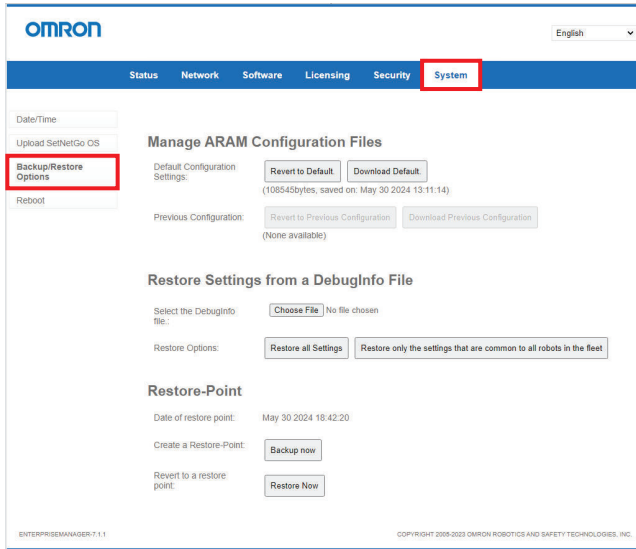 OMRON
English
Status Network Software Licensing Security System
Date/Time
Upload SetNetGo OS
Backup/Restore
Options
Reboot
Manage ARAM Configuration Files
Default Configuration
Settings:
Revert to Default. Download Default.
(108545bytes, saved on: May 30 2024 13:11:14)
Previous Configuration:
Revert to Previous Configuration Download Previous Configuration
(None available)
Restore Settings from a DebugInfo File
Select the DebugInfo
file.:
Choose File No file chosen
Restore Options:
Restore all Settings Restore only the settings that are common to all robots in the fleet
Restore-Point
Date of restore point: May 30 2024 18:42:20
Create a Restore-Point:
Backup now
Revert to a restore
point:
Restore Now
ENTERPRISEMANAGER-7.1.1
COPYRIGHT 2005-2023 OMRON ROBOTICS AND SAFETY TECHNOLOGIES, INC.